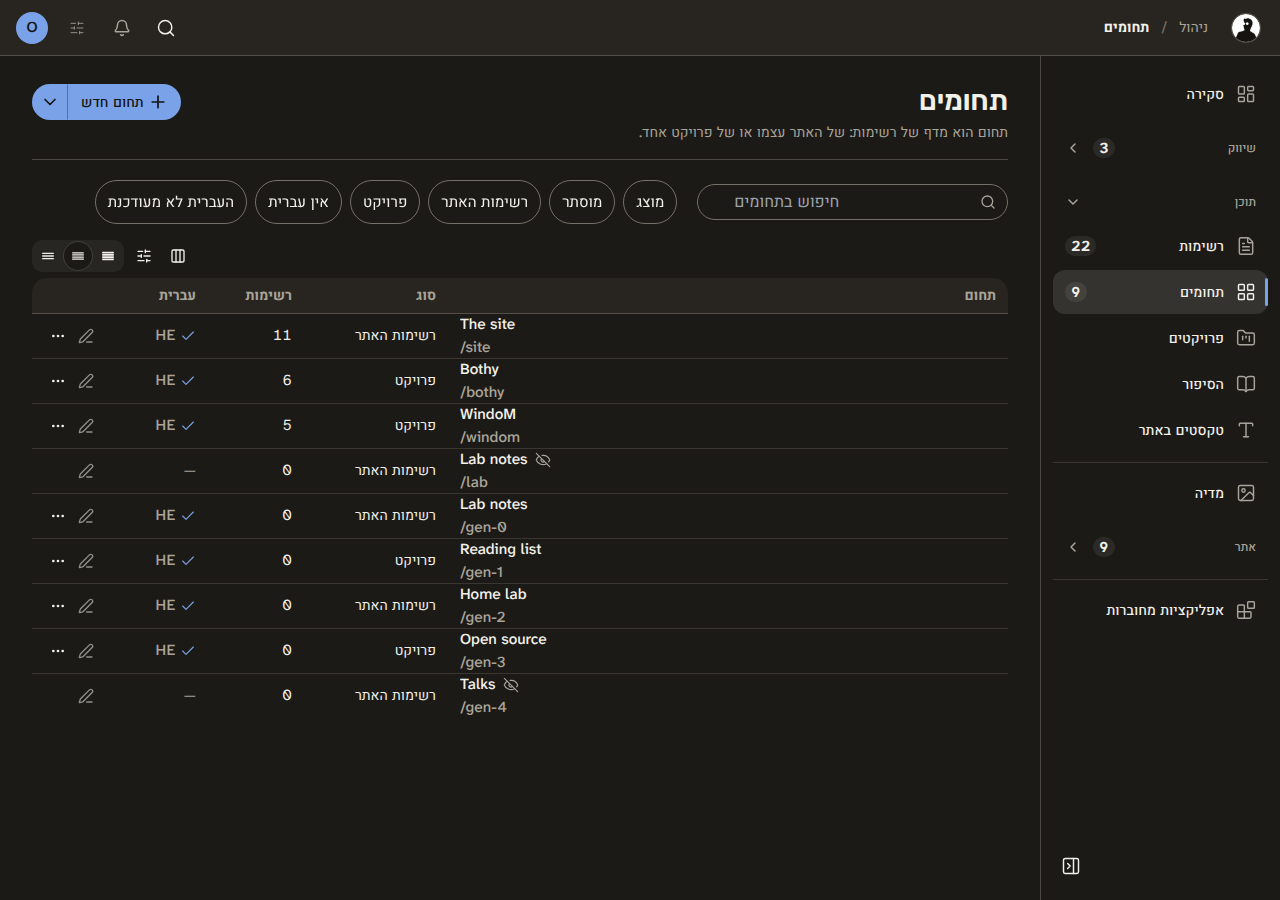 ניהול / תחומים
O
סקירה
שיווק 3
תוכן
רשימות 22
תחומים 9
פרויקטים
הסיפור
טקסטים באתר
מדיה
אתר 9
אפליקציות מחוברות
תחומים
תחום חדש
תחום הוא מדף של רשימות: של האתר עצמו או של פרויקט אחד.
חיפוש בתחומים
מוצג
מוסתר
רשימות האתר
פרויקט
אין עברית
העברית לא מעודכנת
תחום סוג רשימות עברית
The site
/site
רשימות האתר 11 HE
Bothy
/bothy
פרויקט 6 HE
WindoM
/windom
פרויקט 5 HE
Lab notes
/lab
רשימות האתר 0 —
Lab notes
/gen-0
רשימות האתר 0 HE
Reading list
/gen-1
פרויקט 0 HE
Home lab
/gen-2
רשימות האתר 0 HE
Open source
/gen-3
פרויקט 0 HE
Talks
/gen-4
רשימות האתר 0 —